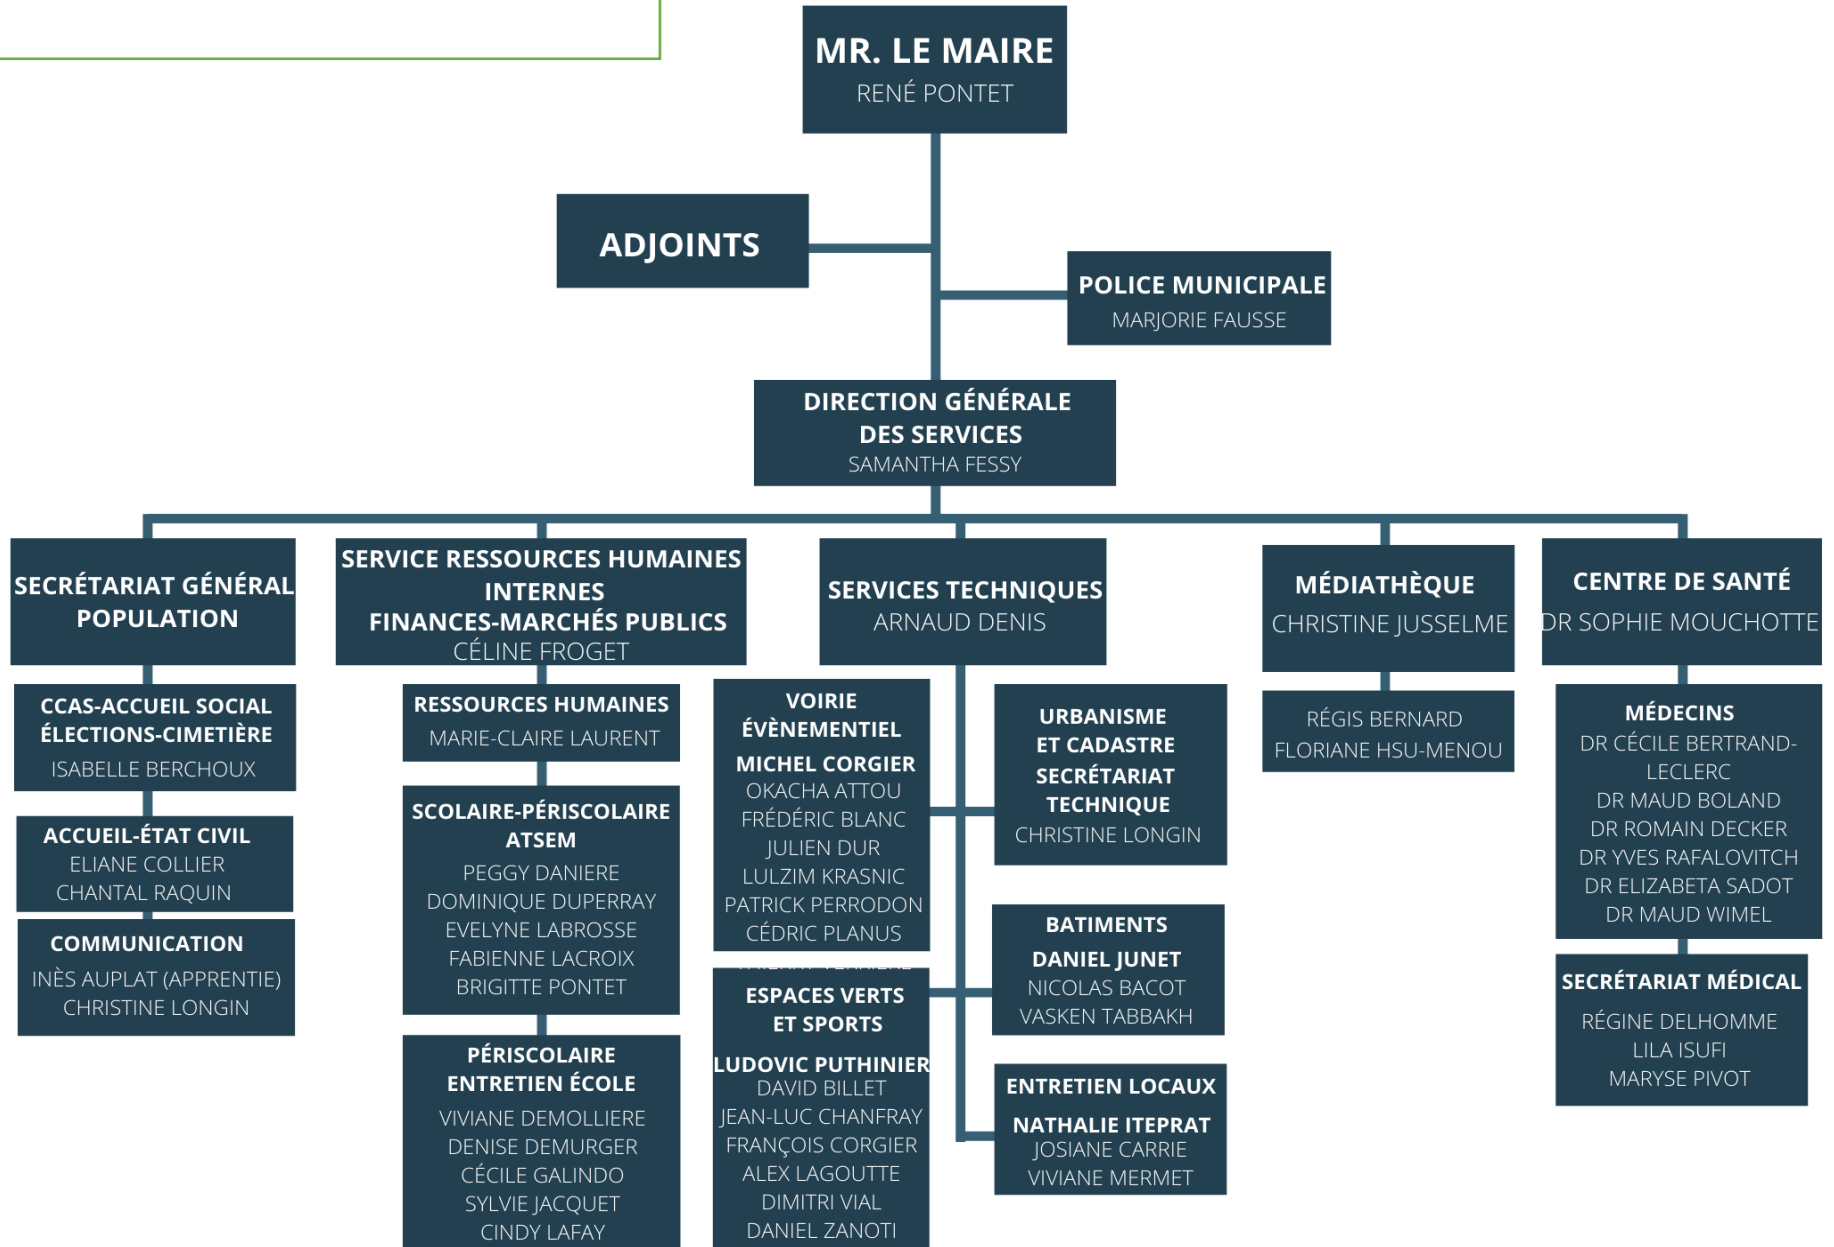 MR. LE MAIRE
RENÉ PONTET
ADJOINTS
POLICE MUNICIPALE
MARJORIE FAUSSE
DIRECTION GÉNÉRALE
DES SERVICES
SAMANTHA FESSY
SECRÉTARIAT GÉNÉRAL
POPULATION
CCAS-ACCUEIL SOCIAL
ÉLECTIONS-CIMETIÈRE
ISABELLE BERCHOUX
ACCUEIL-ÉTAT CIVIL
ELIANE COLLIER
CHANTAL RAQUIN
COMMUNICATION
INÈS AUPLAT (APPRENTIE)
CHRISTINE LONGIN
SERVICE RESSOURCES HUMAINES
INTERNES
FINANCES-MARCHÉS PUBLICS
CÉLINE FROGET
RESSOURCES HUMAINES
MARIE-CLAIRE LAURENT
SCOLAIRE-PÉRISCOLAIRE
ATSEM
PEGGY DANIERE
DOMINIQUE DUPERRAY
EVELYNE LABROSSE
FABIENNE LACROIX
BRIGITTE PONTET
PÉRISCOLAIRE
ENTRETIEN ÉCOLE
VIVIANE DEMOLLIERE
DENISE DEMURGER
CÉCILE GALINDO
SYLVIE JACQUET
CINDY LAFAY
SERVICES TECHNIQUES
ARNAUD DENIS
VOIRIE
ÉVÈNEMENTIEL
MICHEL CORGIER
OKACHA ATTOU
FRÉDÉRIC BLANC
JULIEN DUR
LULZIM KRASNIC
PATRICK PERRODON
CÉDRIC PLANUS
ESPACES VERTS
ET SPORTS
LUDOVIC PUTHINIER
DAVID BILLET
JEAN-LUC CHANFRAY
FRANÇOIS CORGIER
ALEX LAGOUTTE
DIMITRI VIAL
DANIEL ZANOTI
URBANISME
ET CADASTRE
SECRÉTARIAT
TECHNIQUE
CHRISTINE LONGIN
BATIMENTS
DANIEL JUNET
NICOLAS BACOT
VASKEN TABBAKH
ENTRETIEN LOCAUX
NATHALIE ITEPRAT
JOSIANE CARRIE
VIVIANE MERMET
MÉDIATHÈQUE
CHRISTINE JUSSELME
RÉGIS BERNARD
FLORIANE HSU-MENOU
CENTRE DE SANTÉ
DR SOPHIE MOUCHOTTE
MÉDECINS
DR CÉCILE BERTRAND-
LECLERC
DR MAUD BOLAND
DR ROMAIN DECKER
DR YVES RAFALOVITCH
DR ELIZABETA SADOT
DR MAUD WIMEL
SECRÉTARIAT MÉDICAL
RÉGINE DELHOMME
LILA ISUFI
MARYSE PIVOT